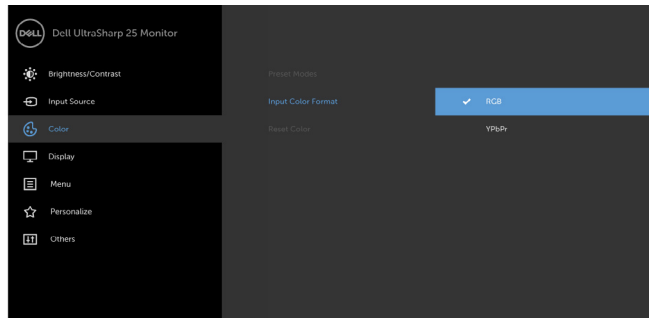 DELL Dell UltraSharp 25 Monitor
Brightness/Contrast
Input Source
Color
Display
Menu
Personalize
Others
Preset Modes
Input Color Format
Reset Color
RGB
YPbPr